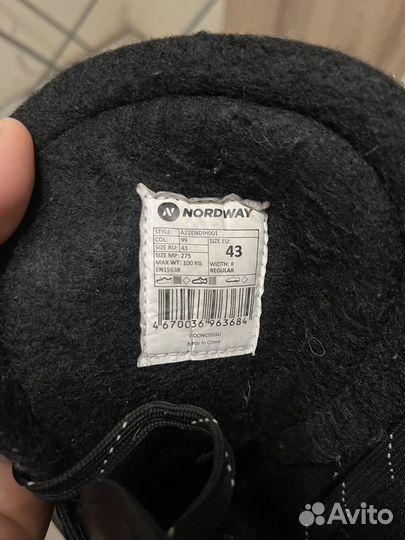 NORDWAY
STYLE: A22ENDIH001
COL: 99
SIZE RU: 43
SIZE MP: 275
MAX WT: 100 KG
EN15638
SIZE EU:
43
WIDTH: R
REGULAR
4 670036 963684
Made in China
Avito